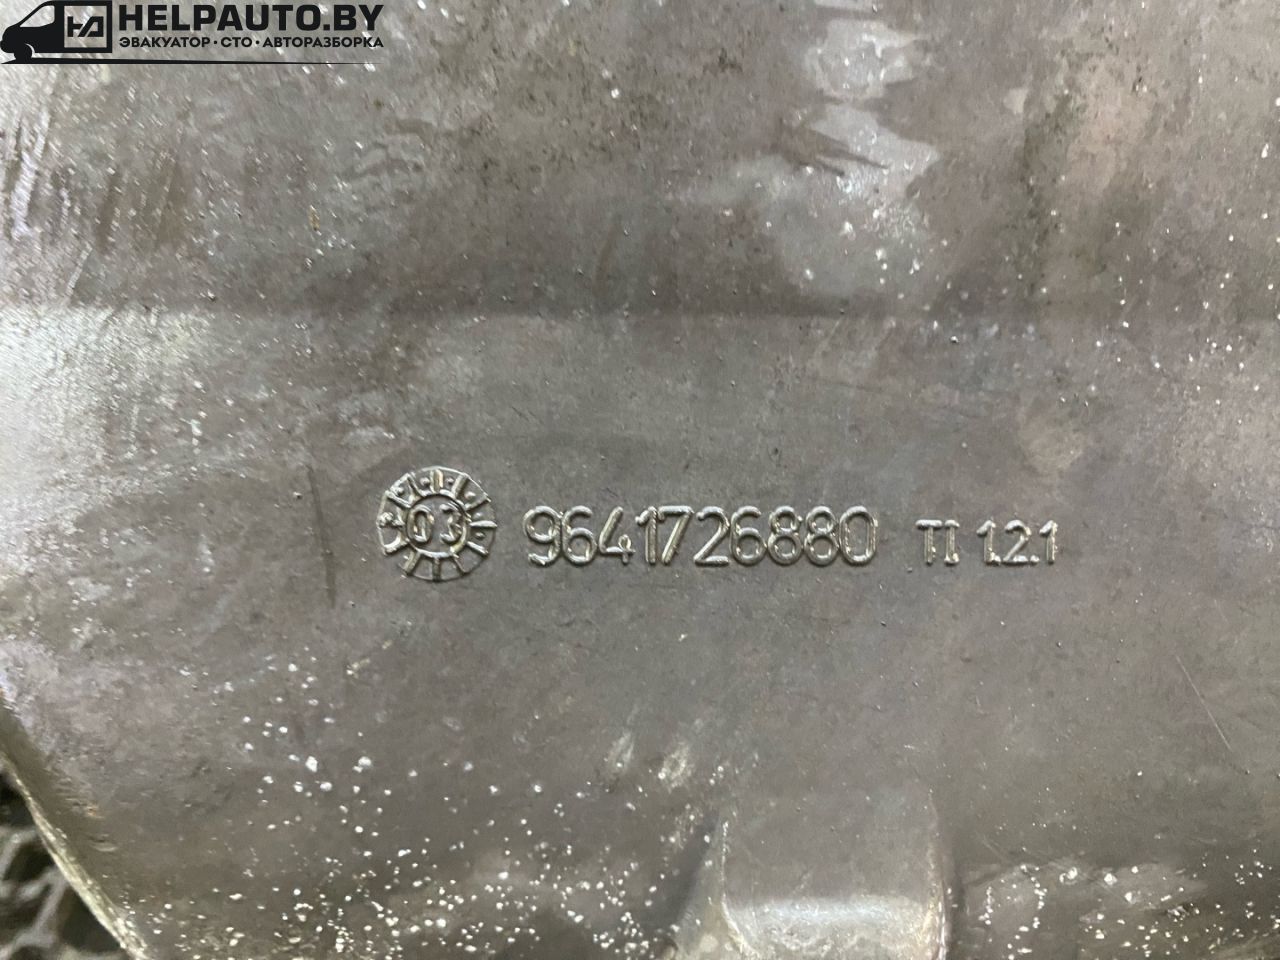 HELPAUTO.BY
ЭВАКУАТОР · СТО · АВТОРАЗБОРКА
03 9641726880 TI 1.2.1